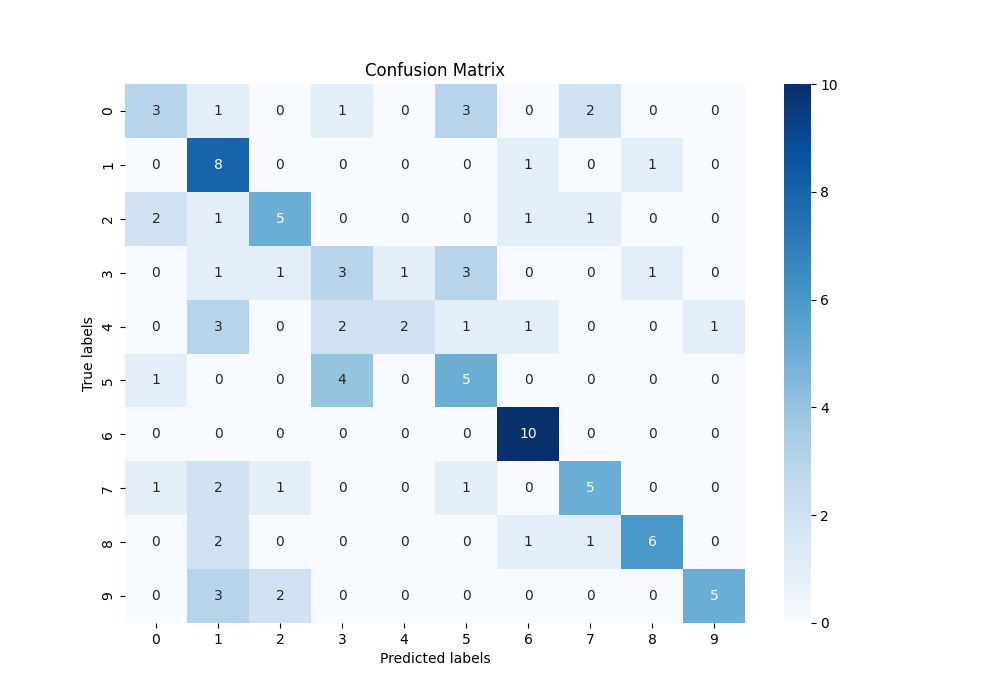 Confusion Matrix
0 3 1 0 1 0 3 0 2 0 0
1 0 8 0 0 0 0 1 0 1 0
2 2 1 5 0 0 0 1 1 0 0
3 0 1 1 3 1 3 0 0 1 0
4 0 3 0 2 2 1 1 0 0 1
5 1 0 0 4 0 5 0 0 0 0
6 0 0 0 0 0 0 10 0 0 0
7 1 2 1 0 0 1 0 5 0 0
8 0 2 0 0 0 0 1 1 6 0
9 0 3 2 0 0 0 0 0 0 5
0 1 2 3 4 5 6 7 8 9
Predicted labels
True labels
10
8
6
4
2
0